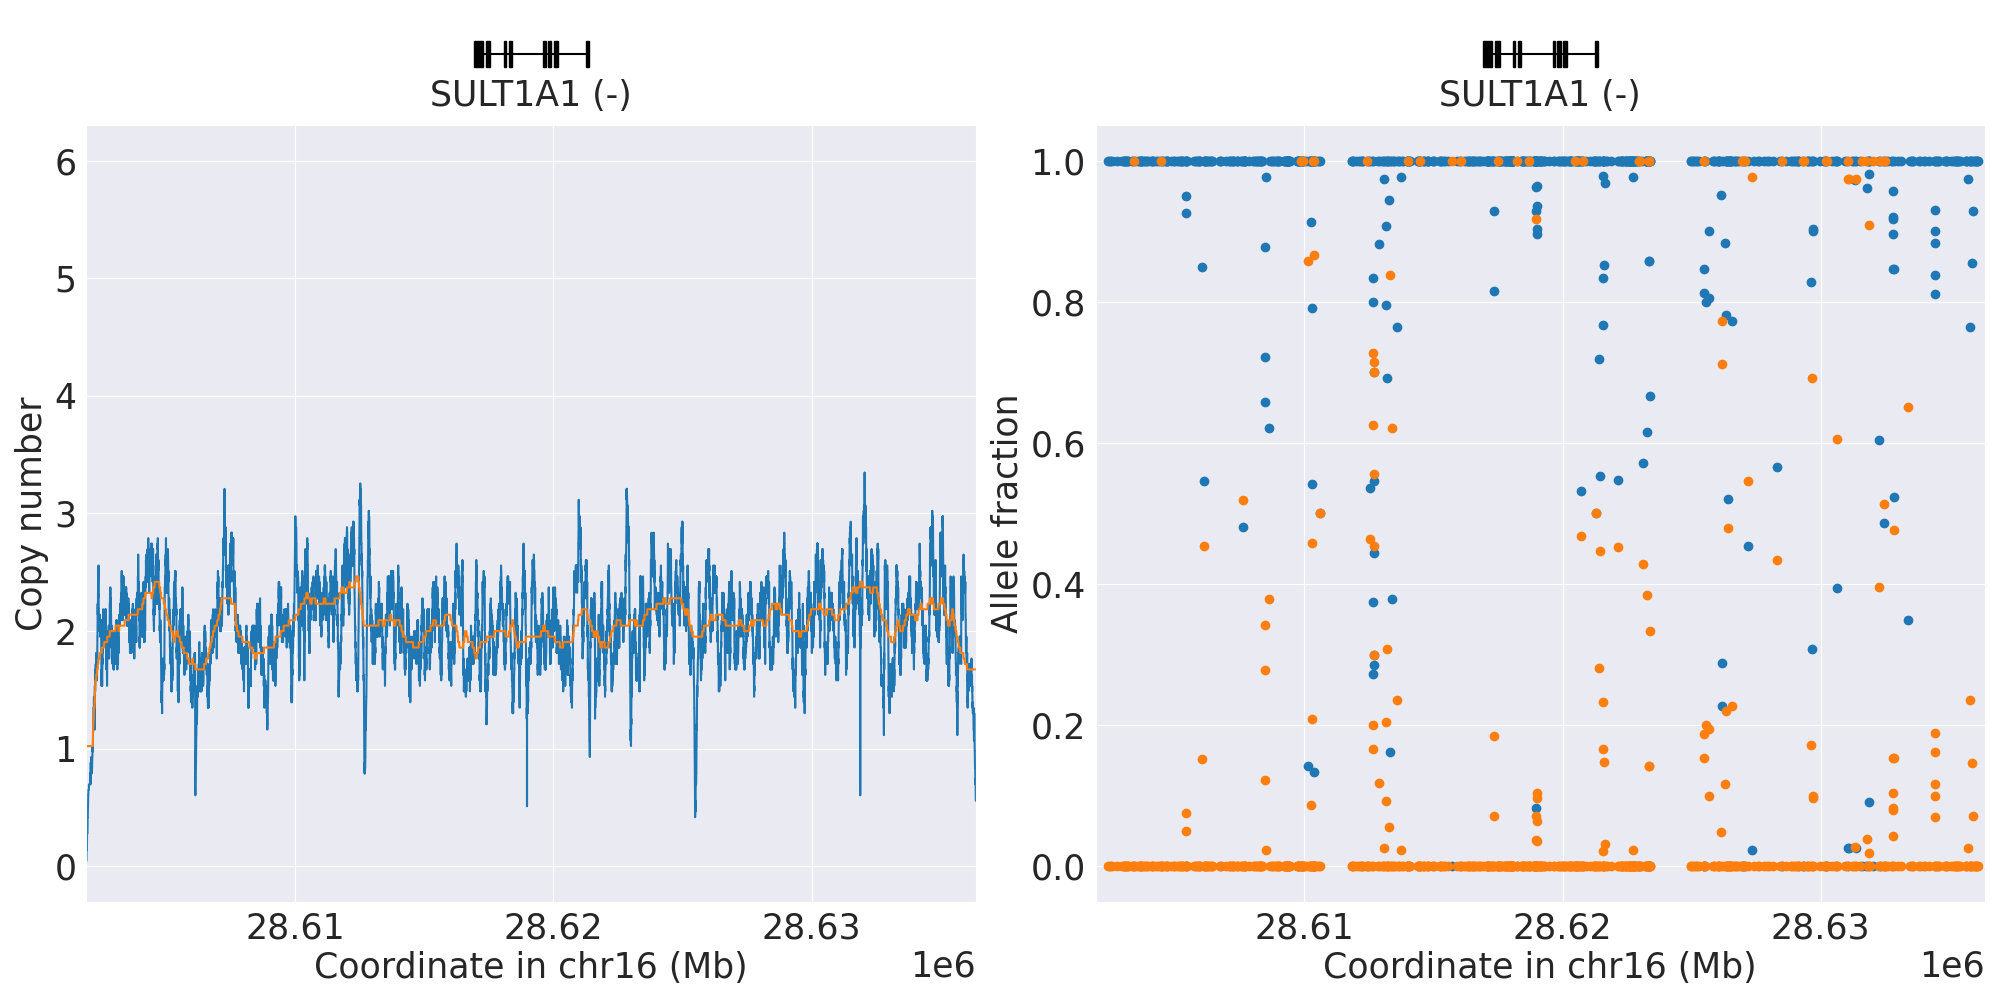 SULT1A1 (-)
Copy number
6
5
4
3
2
1
0
28.61 28.62 28.63
Coordinate in chr16 (Mb) 1e6
SULT1A1 (-)
Allele fraction
1.0
0.8
0.6
0.4
0.2
0.0
28.61 28.62 28.63
Coordinate in chr16 (Mb) 1e6